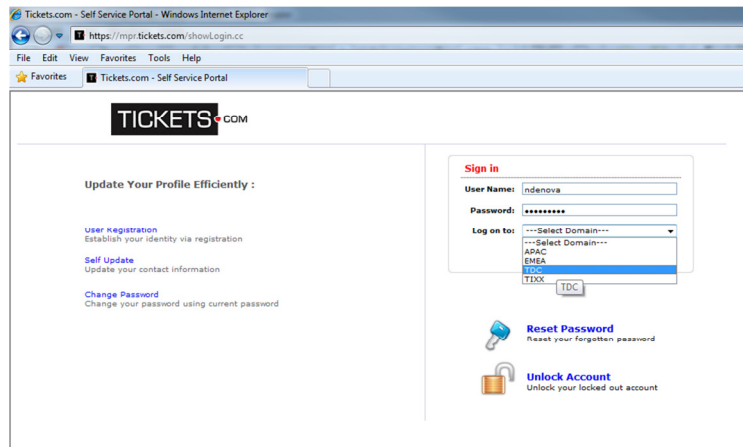 Tickets.com - Self Service Portal - Windows Internet Explorer
https://mpr.tickets.com/showLogin.cc
File Edit View Favorites Tools Help
Favorites
Tickets.com - Self Service Portal
TICKETS.COM
Update Your Profile Efficiently :
User Registration
Establish your identity via registration
Self Update
Update your contact information
Change Password
Change your password using current password
Sign in
User Name: ndenova
Password: •••••••••
Log on to: ---Select Domain---
---Select Domain---
APAC
EMEA
TDC
TIXX
TDC
Reset Password
Reset your forgotten password
Unlock Account
Unlock your locked out account